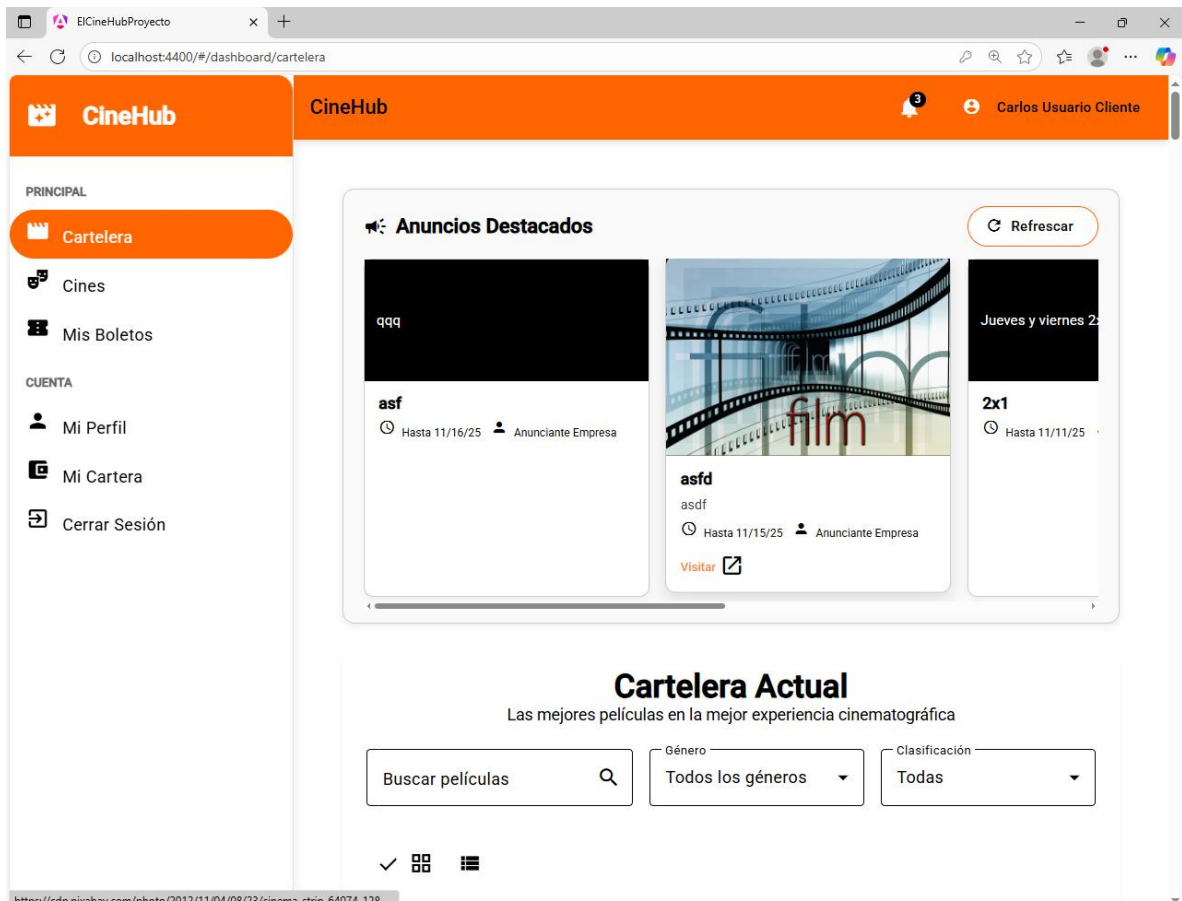 ElCineHubProyecto
localhost:4400/#/dashboard/cartelera
CineHub
CineHub
3
Carlos Usuario Cliente
PRINCIPAL
Cartelera
Cines
Mis Boletos
CUENTA
Mi Perfil
Mi Cartera
Cerrar Sesión
Anuncios Destacados
Refrescar
qqq
asf
Hasta 11/16/25 Anunciante Empresa
film
asfd
asdf
Hasta 11/15/25 Anunciante Empresa
Visitar
Jueves y viernes 2x
2x1
Hasta 11/11/25
Cartelera Actual
Las mejores películas en la mejor experiencia cinematográfica
Buscar películas
Género
Todos los géneros
Clasificación
Todas